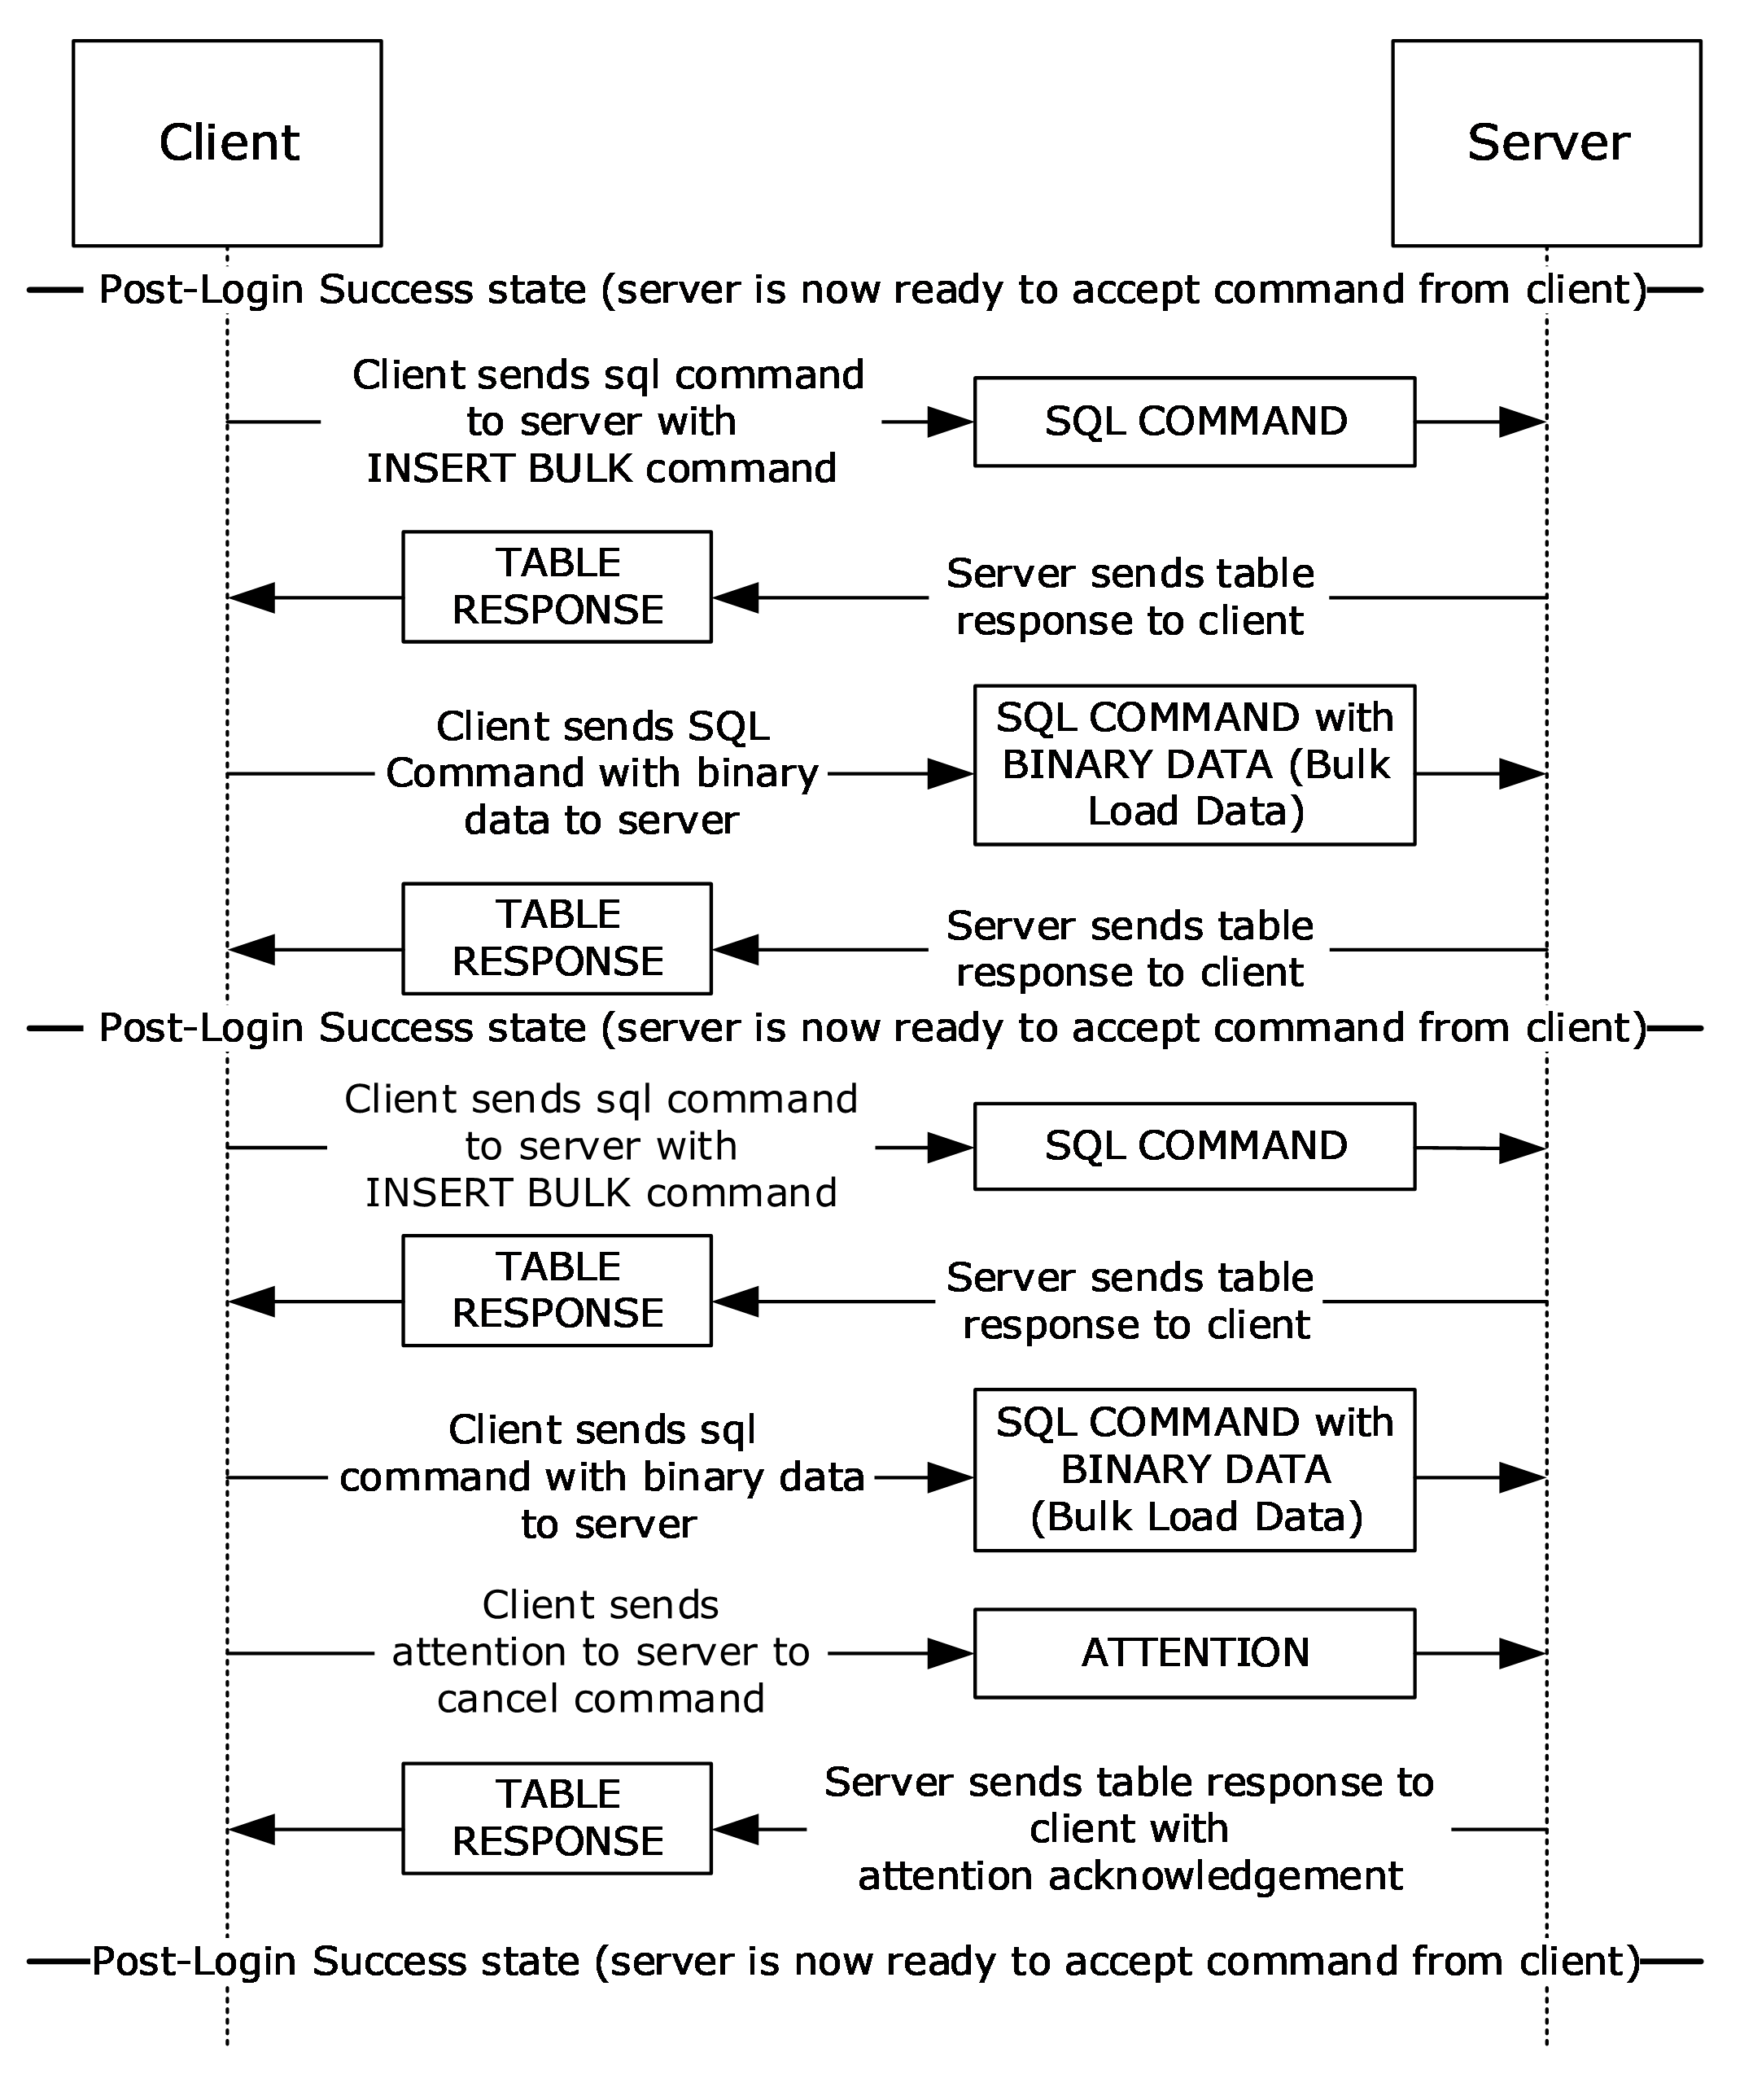 Client
Server
Post-Login Success state (server is now ready to accept command from client)
Client sends sql command
to server with
INSERT BULK command
SQL COMMAND
TABLE
RESPONSE
Server sends table
response to client
Client sends SQL
Command with binary
data to server
SQL COMMAND with
BINARY DATA (Bulk
Load Data)
TABLE
RESPONSE
Server sends table
response to client
Post-Login Success state (server is now ready to accept command from client)
Client sends sql command
to server with
INSERT BULK command
SQL COMMAND
TABLE
RESPONSE
Server sends table
response to client
Client sends sql
command with binary data
to server
SQL COMMAND with
BINARY DATA
(Bulk Load Data)
Client sends
attention to server to
cancel command
ATTENTION
TABLE
RESPONSE
Server sends table response to
client with
attention acknowledgement
Post-Login Success state (server is now ready to accept command from client)